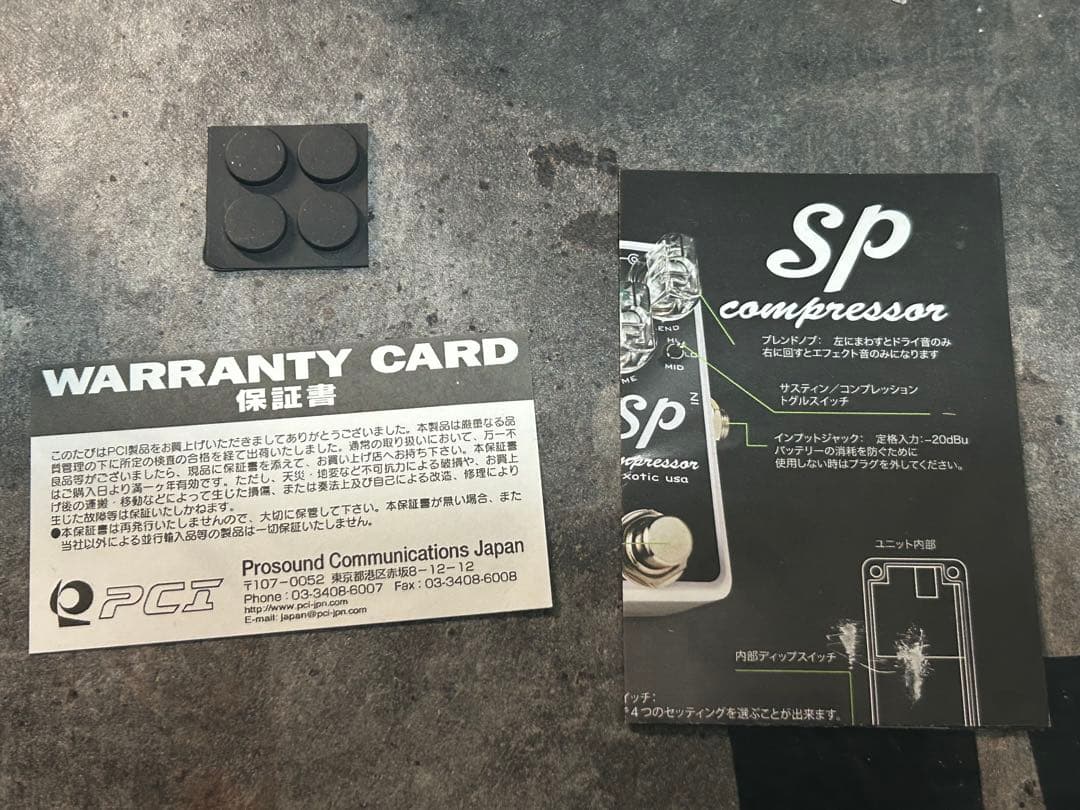 WARRANTY CARD
保証書
このたびはPCI製品をお買上げいただきましてありがとうございました。本製品は厳重なる品
質管理の下に所定の検査の合格を経て出荷いたしました。通常の取り扱いにおいて、万一不
良品等がございましたら、現品に保証書を添えて、お買い上げ店へお持ち下さい。本保証書
はご購入日より満一ヶ年有効です。ただし、天災・地変など不可抗力による破損や、お買上
げ後の運搬・移動などによって生じた損傷、または奏法上及び自己による改造、修理により
生じた故障等は保証いたしかねます。
●本保証書は再発行いたしませんので、大切に保管して下さい。本保証書が無い場合、また
当社以外による並行輸入品等の製品は一切保証いたしません。
PCI
Prosound Communications Japan
〒107-0052 東京都港区赤坂8-12-12
Phone : 03-3408-6007 Fax : 03-3408-6008
http://www.pci-jpn.com
E-mail: japan@pci-jpn.com
SP
compressor
ブレンドノブ： 左にまわすとドライ音のみ
右に回すとエフェクト音のみになります
サスティン／コンプレッション
トグルスイッチ
インプットジャック： 定格入力:-20dBu
バッテリーの消耗を防ぐために
使用しない時はプラグを外してください。
END
HI
LO
MID
ME
IN
SP
mpressor
xotic usa
ユニット内部
内部ディップスイッチ
イッチ:
4つのセッティングを選ぶことが出来ます。